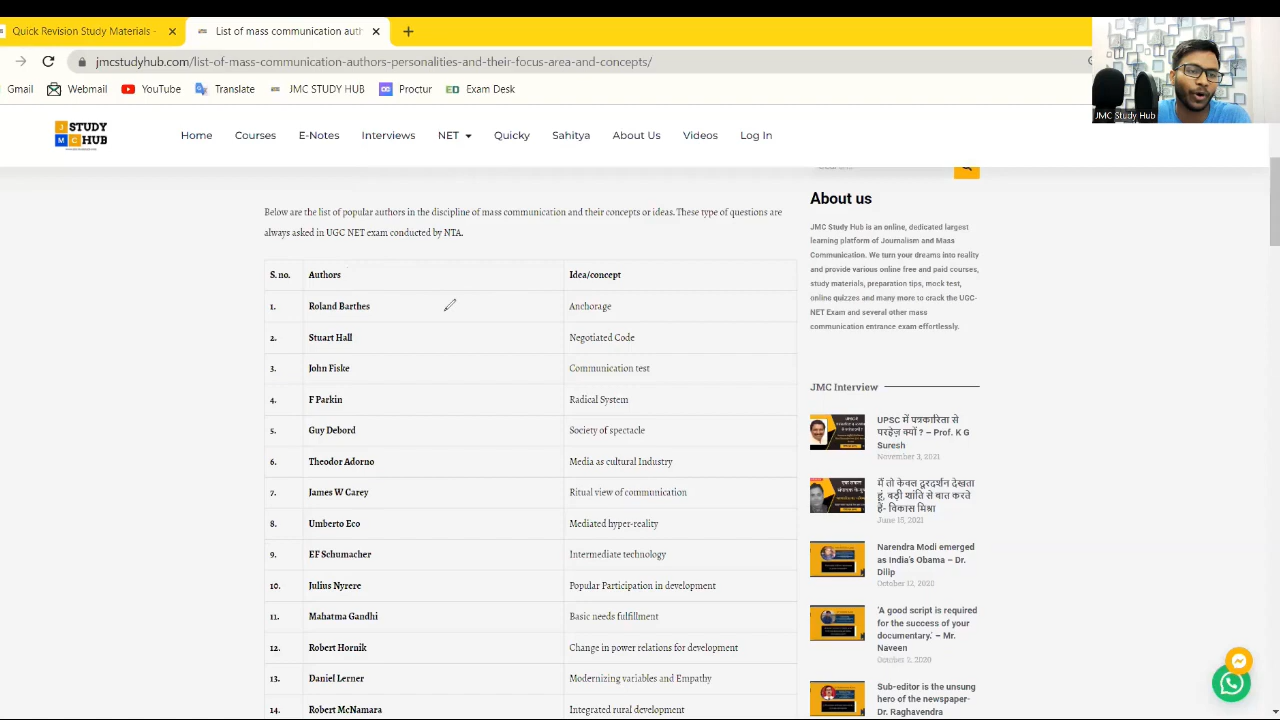 Quick Revision Study Materials -
List of mass communication auth
jmcstudyhub.com/list-of-mass-communication-authors-personalities-focus-area-and-concepts/
Gmail
Webmail
YouTube
Translate
JMC STUDY HUB
Proctur
Exam Desk
JMC Study Hub
J STUDY
M C HUB
Home
Courses
E-Notes
Interviews
NET
Quicky
Sahitya
About Us
Videos
Log In
Below are the list of popular authors in the discipline of mass communication and their concepts or ideas. These type of questions are
always asked in UGC NET exam conducted by NTA.
S. no. Authors Idea/concept
1. Roland Barthes Anchorage
2. Stuart Hall Negotiated Code
3. John Fiske Communication test
4. F Parkin Radical System
5. Guy Debord Society of spectacle
6. Theodor Adorno Media as cultural Industry
7. James W Carey Ritual view of communication
8. Umberto Eco Mediated hyper-reality
9. EF Schumacher Intermediate technology
10. Julius Nyrere Popular Participation in development
11. Mahatma Gandhi Basic needs fulfillment
12. Robert Hornik Change in power relations for development
13. Daniel Lerner Modernizing variables and Empathy
14. Robert McNamara Integrated rural development
About us
JMC Study Hub is an online, dedicated largest
learning platform of Journalism and Mass
Communication. We turn your dreams into reality
and provide various online free and paid courses,
study materials, preparation tips, mock test,
online quizzes and many more to crack the UGC-
NET Exam and several other mass
communication entrance exam effortlessly.
JMC Interview
UPSC में पत्रकारिता से
परहेज़ क्यों ? – Prof. K G
Suresh
November 3, 2021
मैं तो केवल दूरदर्शन देखता
हूं, बड़ी शांति से बात करते
हैं- विकास मिश्रा
June 15, 2021
Narendra Modi emerged
as India's Obama – Dr.
Dilip
October 12, 2020
'A good script is required
for the success of your
documentary.' – Mr.
Naveen
October 2, 2020
Sub-editor is the unsung
hero of the newspaper-
Dr. Raghavendra